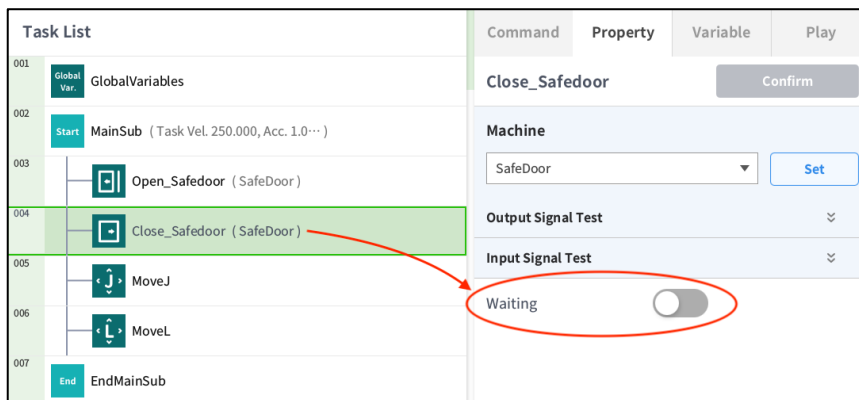 Task List
001
Global Var.
GlobalVariables
002
Start
MainSub ( Task Vel. 250.000, Acc. 1.0··· )
003
Open_Safedoor ( SafeDoor )
004
Close_Safedoor ( SafeDoor )
005
J
MoveJ
006
L
MoveL
007
End
EndMainSub
Command Property Variable Play
Close_Safedoor Confirm
Machine
SafeDoor Set
Output Signal Test
Input Signal Test
Waiting